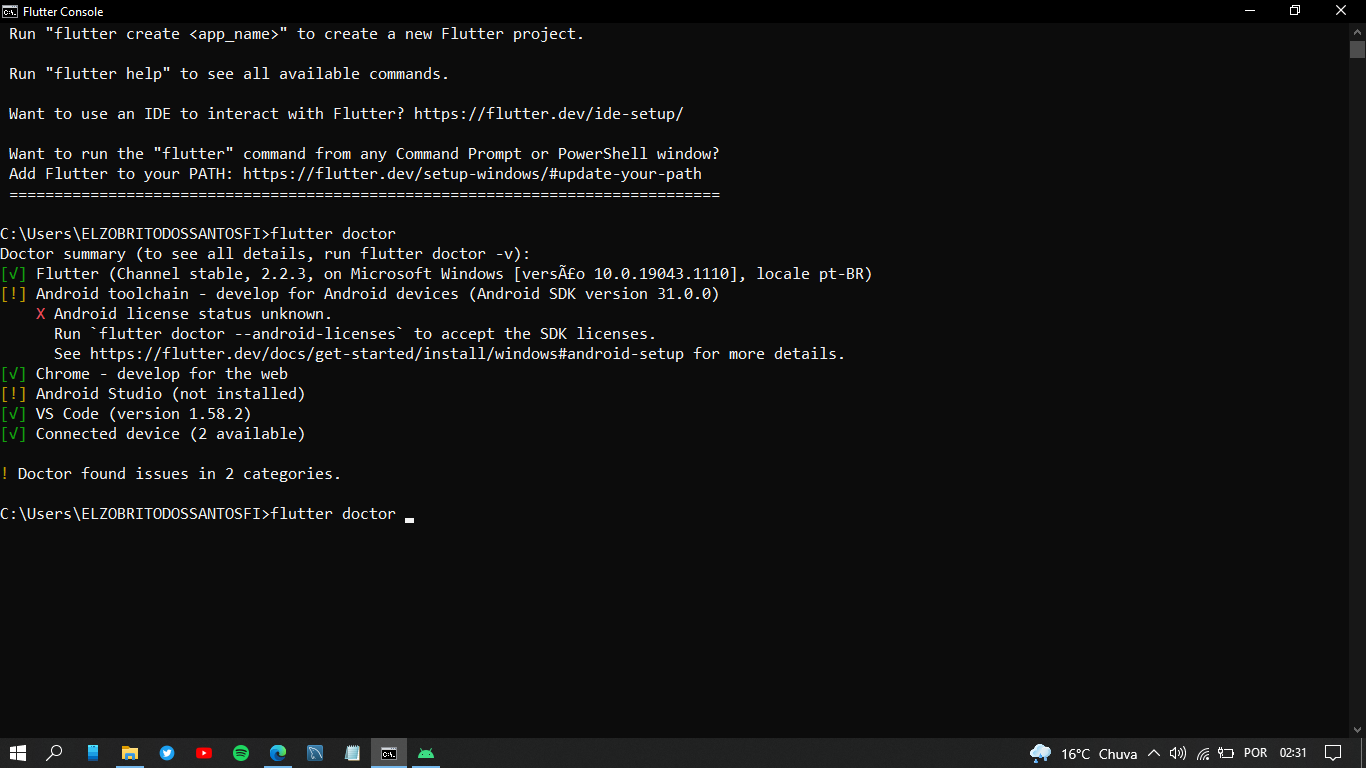 Flutter Console
Run "flutter create <app_name>" to create a new Flutter project.
Run "flutter help" to see all available commands.
Want to use an IDE to interact with Flutter? https://flutter.dev/ide-setup/
Want to run the "flutter" command from any Command Prompt or PowerShell window?
Add Flutter to your PATH: https://flutter.dev/setup-windows/#update-your-path
===============================================================================
C:\Users\ELZOBRITODOSSANTOSFI>flutter doctor
Doctor summary (to see all details, run flutter doctor -v):
[√] Flutter (Channel stable, 2.2.3, on Microsoft Windows [versÃ£o 10.0.19043.1110], locale pt-BR)
[!] Android toolchain - develop for Android devices (Android SDK version 31.0.0)
X Android license status unknown.
Run `flutter doctor --android-licenses` to accept the SDK licenses.
See https://flutter.dev/docs/get-started/install/windows#android-setup for more details.
[√] Chrome - develop for the web
[!] Android Studio (not installed)
[√] VS Code (version 1.58.2)
[√] Connected device (2 available)
! Doctor found issues in 2 categories.
C:\Users\ELZOBRITODOSSANTOSFI>flutter doctor
16°C Chuva POR 02:31